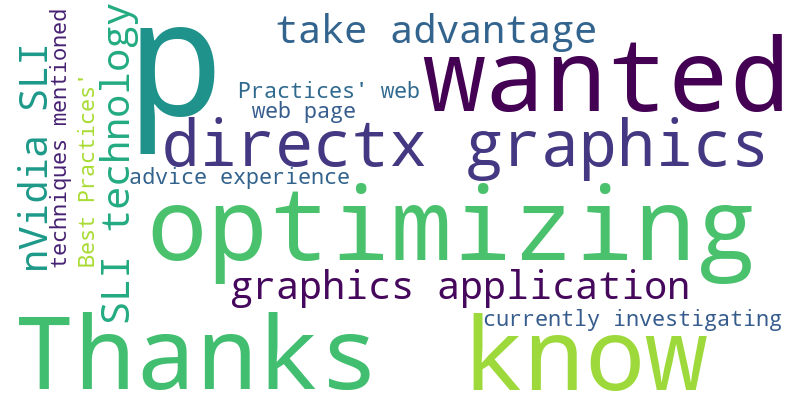 take advantage
p
wanted
Practices' web
web page
directx graphics
advice experience
optimizing
graphics application
currently investigating
Thanks
know
nVidia SLI
techniques mentioned
Best Practices'
SLI technology